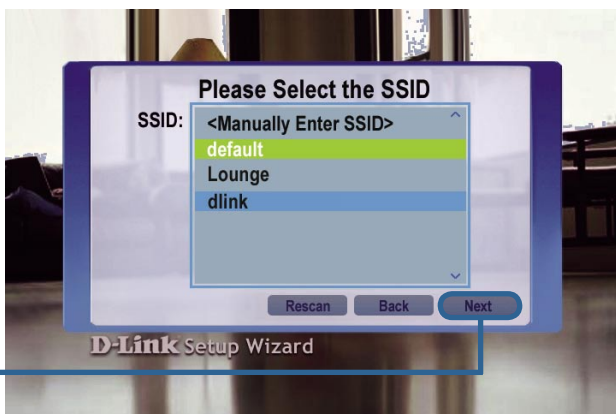 Please Select the SSID
SSID:
<Manually Enter SSID>
default
Lounge
dlink
Rescan Back Next
D-Link Setup Wizard